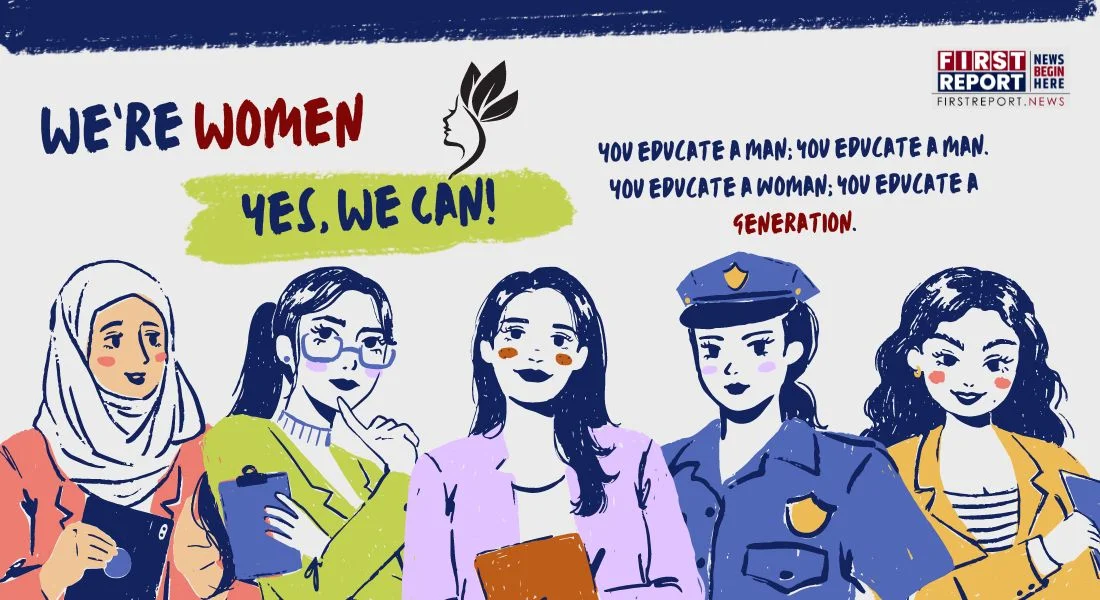 WE'RE WOMEN
YES, WE CAN!
YOU EDUCATE A MAN; YOU EDUCATE A MAN.
YOU EDUCATE A WOMAN; YOU EDUCATE A
GENERATION.
FIRST
REPORT
NEWS
BEGIN
HERE
FIRSTREPORT.NEWS